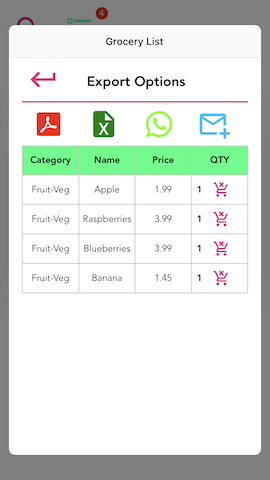 4
Grocery List
Export Options
Category Name Price QTY
Fruit-Veg Apple 1.99 1
Fruit-Veg Raspberries 3.99 1
Fruit-Veg Blueberries 3.99 1
Fruit-Veg Banana 1.45 1